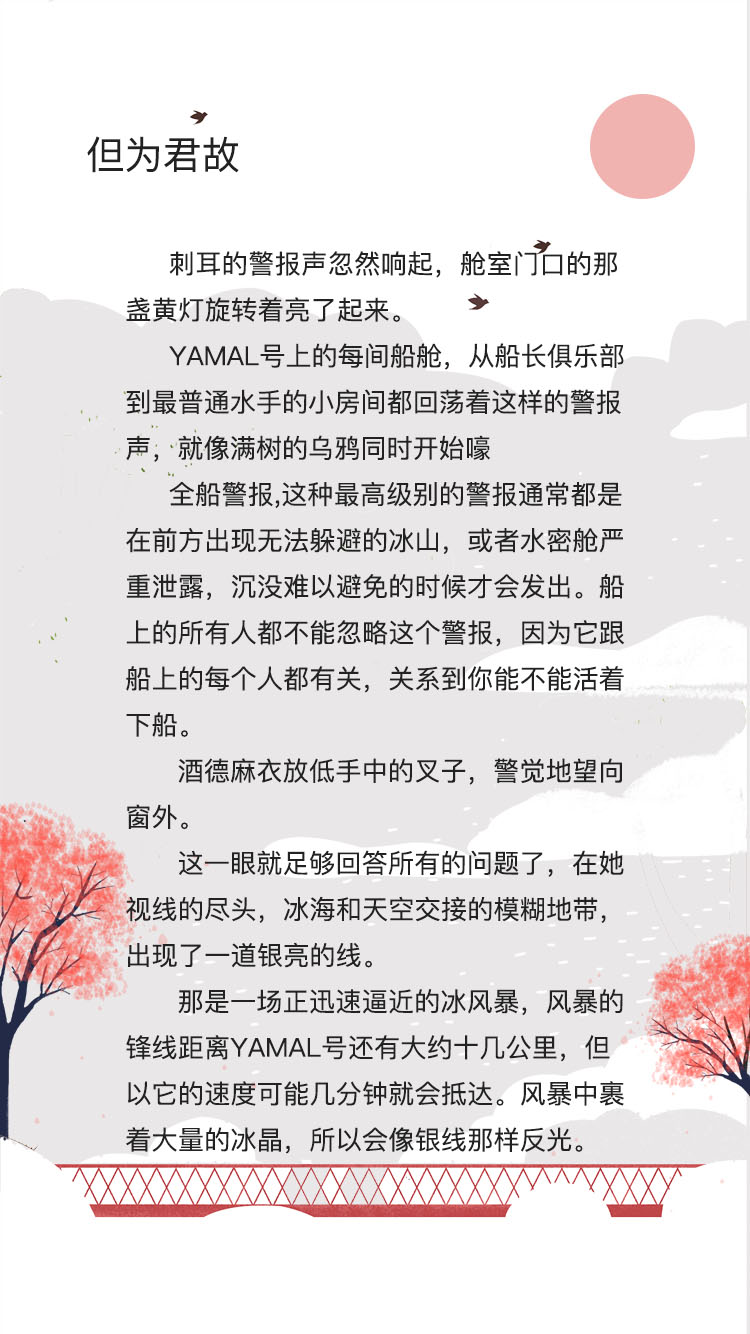 但为君故
刺耳的警报声忽然响起，舱室门口的那
盏黄灯旋转着亮了起来。
YAMAL号上的每间船舱，从船长俱乐部
到最普通水手的小房间都回荡着这样的警报
声，就像满树的乌鸦同时开始嚎
全船警报,这种最高级别的警报通常都是
在前方出现无法躲避的冰山，或者水密舱严
重泄露，沉没难以避免的时候才会发出。船
上的所有人都不能忽略这个警报，因为它跟
船上的每个人都有关，关系到你能不能活着
下船。
酒德麻衣放低手中的叉子，警觉地望向
窗外。
这一眼就足够回答所有的问题了，在她
视线的尽头，冰海和天空交接的模糊地带，
出现了一道银亮的线。
那是一场正迅速逼近的冰风暴，风暴的
锋线距离YAMAL号还有大约十几公里，但
以它的速度可能几分钟就会抵达。风暴中裹
着大量的冰晶，所以会像银线那样反光。